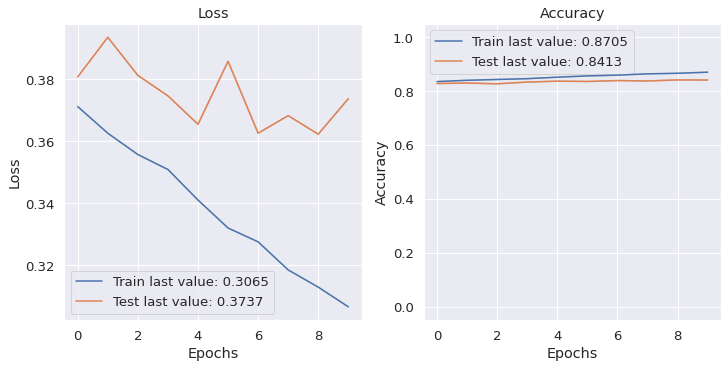 Loss
Loss
0.38
0.36
0.34
0.32
Train last value: 0.3065
Test last value: 0.3737
0 2 4 6 8
Epochs
Accuracy
Accuracy
1.0
0.8
0.6
0.4
0.2
0.0
Train last value: 0.8705
Test last value: 0.8413
0 2 4 6 8
Epochs